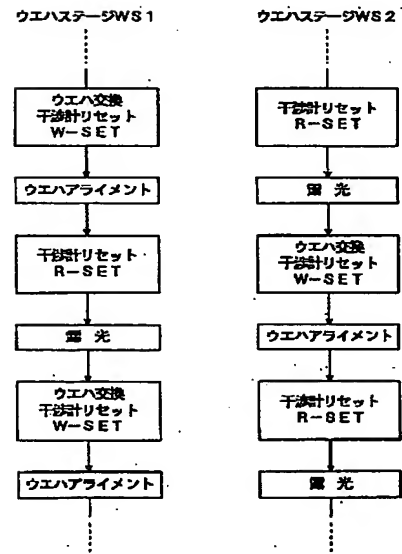 ウエハステージWS1
ウエハ交換
干渉計リセット
W-SET
ウエハアライメント
干渉計リセット
R-SET
露光
ウエハ交換
干渉計リセット
W-SET
ウエハアライメント
ウエハステージWS2
干渉計リセット
R-SET
露光
ウエハ交換
干渉計リセット
W-SET
ウエハアライメント
干渉計リセット
R-SET
露光